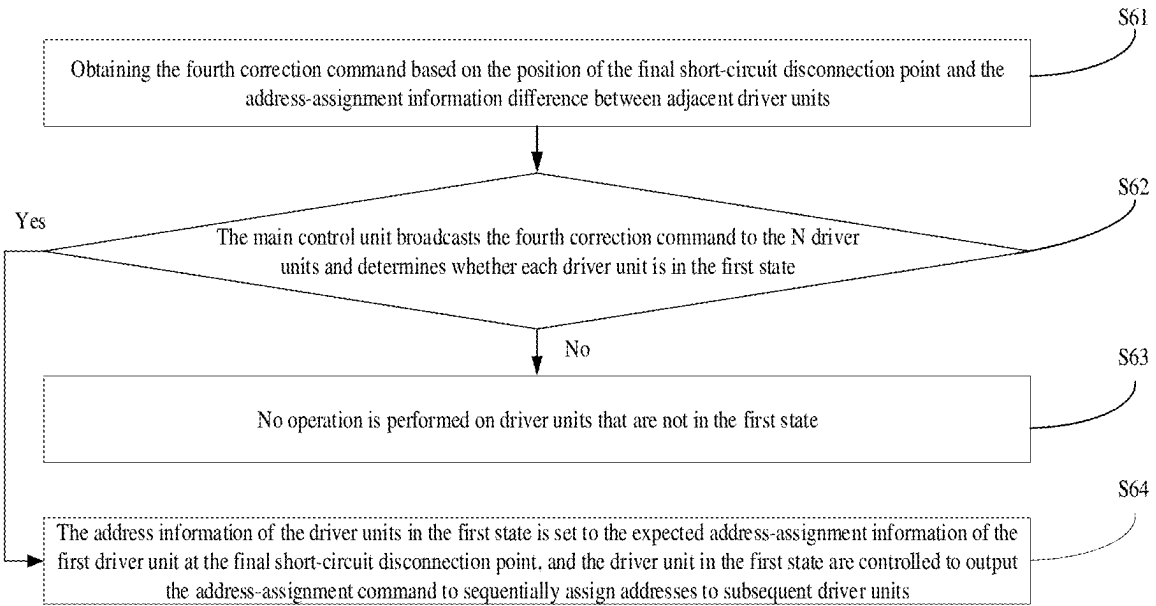 S61
Obtaining the fourth correction command based on the position of the final short-circuit disconnection point and the
address-assignment information difference between adjacent driver units
S62
Yes
The main control unit broadcasts the fourth correction command to the N driver
units and determines whether each driver unit is in the first state
No
S63
No operation is performed on driver units that are not in the first state
S64
The address information of the driver units in the first state is set to the expected address-assignment information of the
first driver unit at the final short-circuit disconnection point, and the driver unit in the first state are controlled to output
the address-assignment command to sequentially assign addresses to subsequent driver units